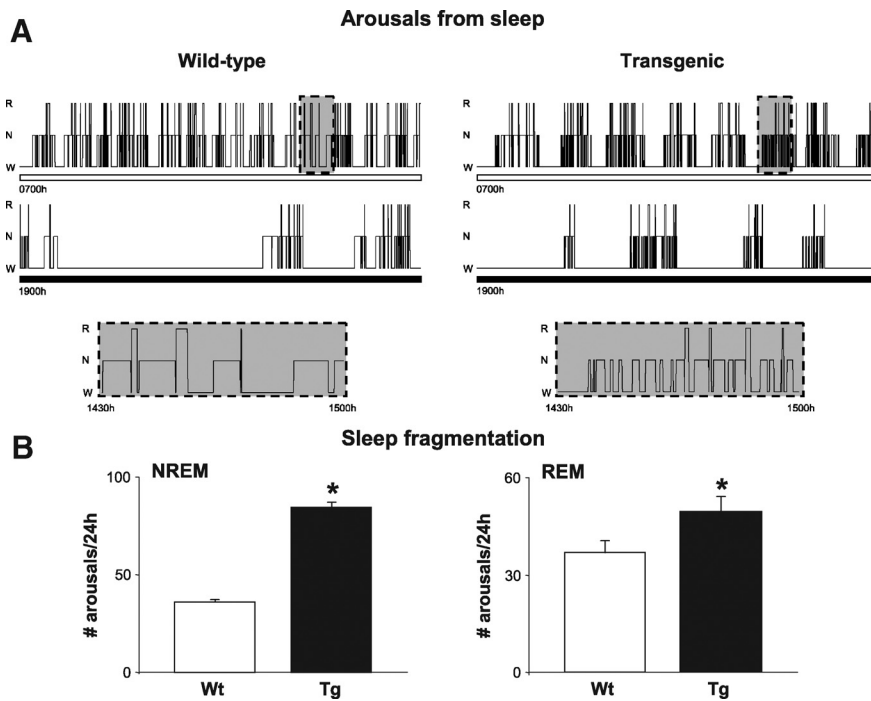 A
Arousals from sleep
Wild-type
Transgenic
R
N
W
0700h
R
N
W
0700h
R
N
W
1900h
R
N
W
1900h
R
N
W
1430h 1500h
R
N
W
1430h 1500h
B
Sleep fragmentation
NREM
# arousals/24h
100
50
0
*
Wt Tg
REM
# arousals/24h
60
30
0
*
Wt Tg